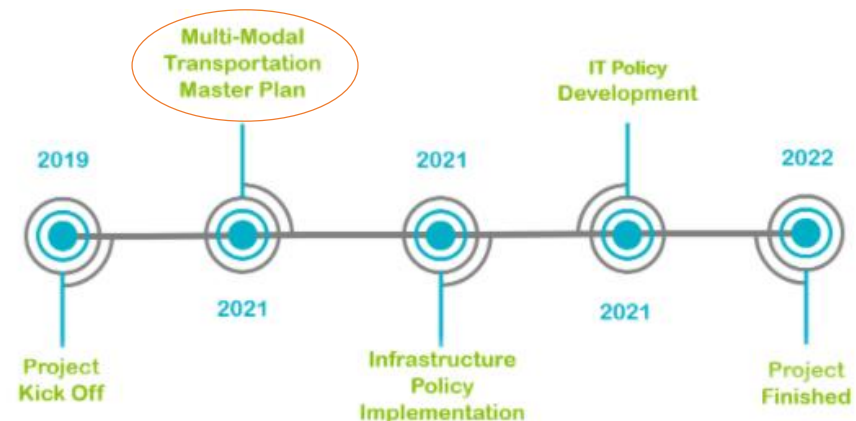 Multi-Modal
Transportation
Master Plan
IT Policy
Development
2019
2021
2022
2021
2021
Project
Kick Off
Infrastructure
Policy
Implementation
Project
Finished